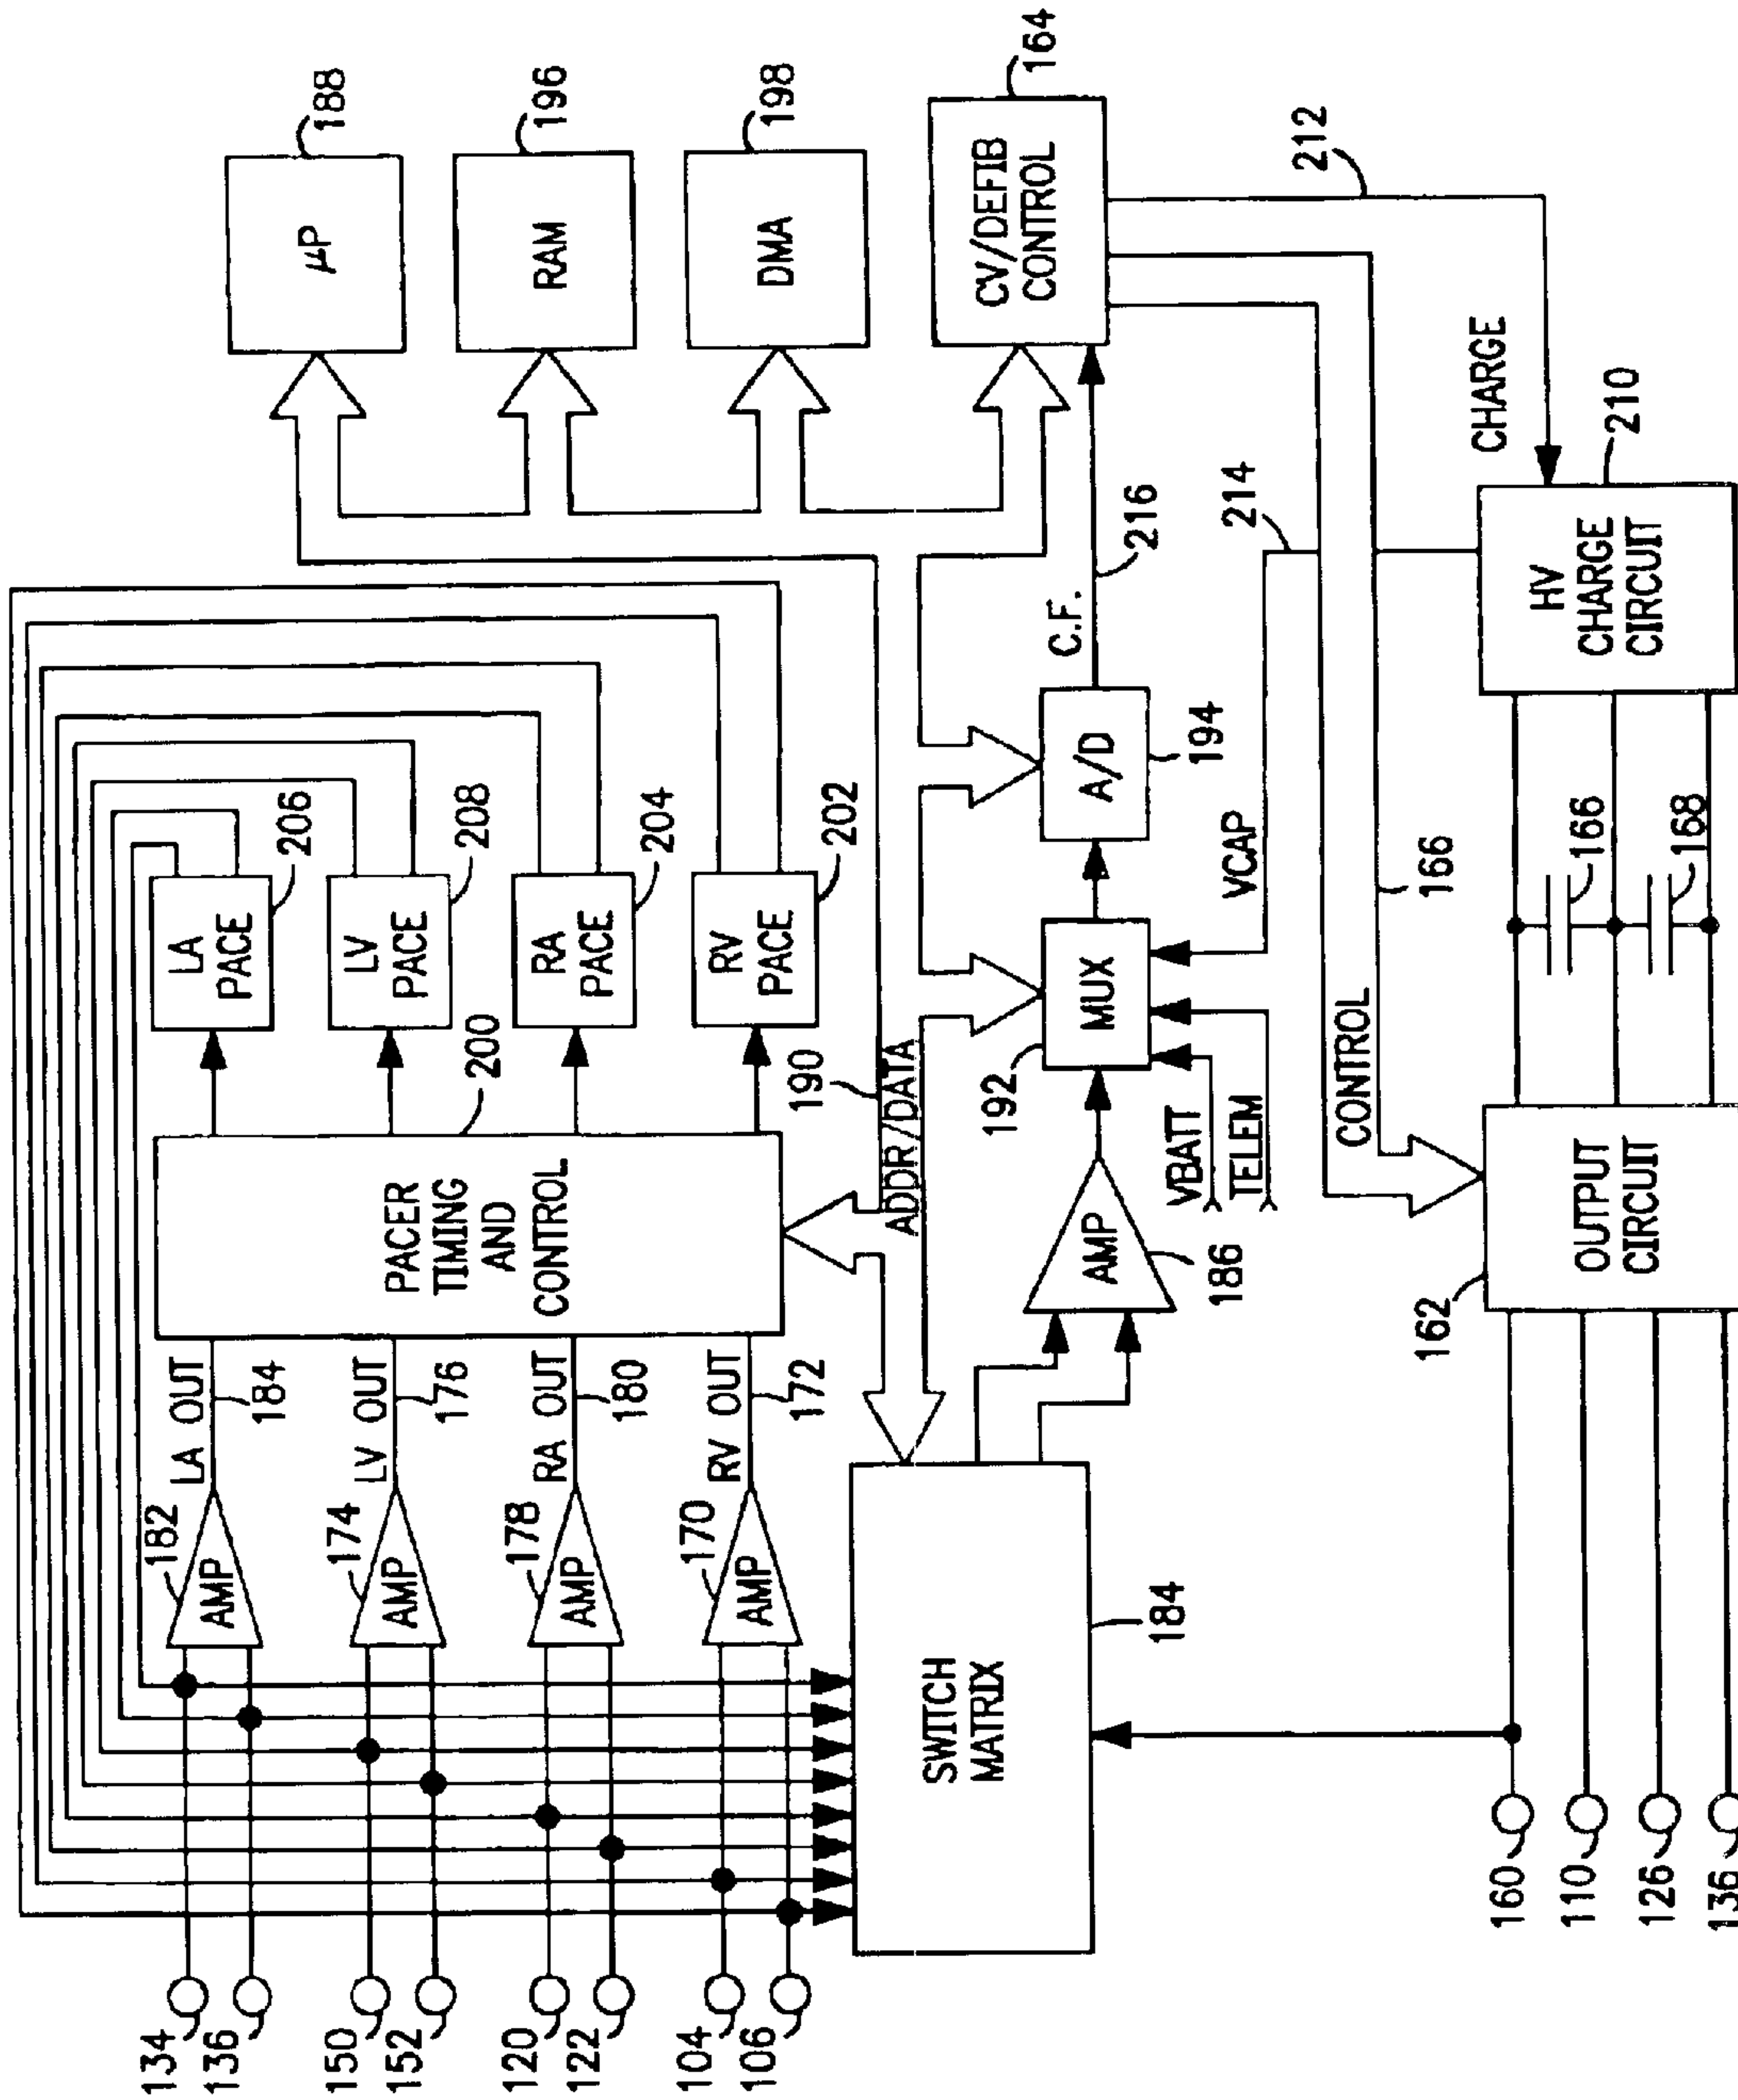 134
136
150
152
120
122
104
106
182
AMP
LA OUT
184
174
AMP
LV OUT
176
178
AMP
RA OUT
180
170
AMP
RV OUT
172
PACER
TIMING
AND
CONTROL
200
LA
PACE
206
LV
PACE
208
RA
PACE
204
RV
PACE
202
190
ADDR/DATA
µP
188
RAM
196
DMA
198
SWITCH
MATRIX
184
AMP
186
VBATT
TELEM
192
MUX
A/D
194
C.F.
216
CV/DEFIB
CONTROL
164
VCAP
214
212
CHARGE
CONTROL
166
160
110
126
136
162
OUTPUT
CIRCUIT
166
168
HV
CHARGE
CIRCUIT
210